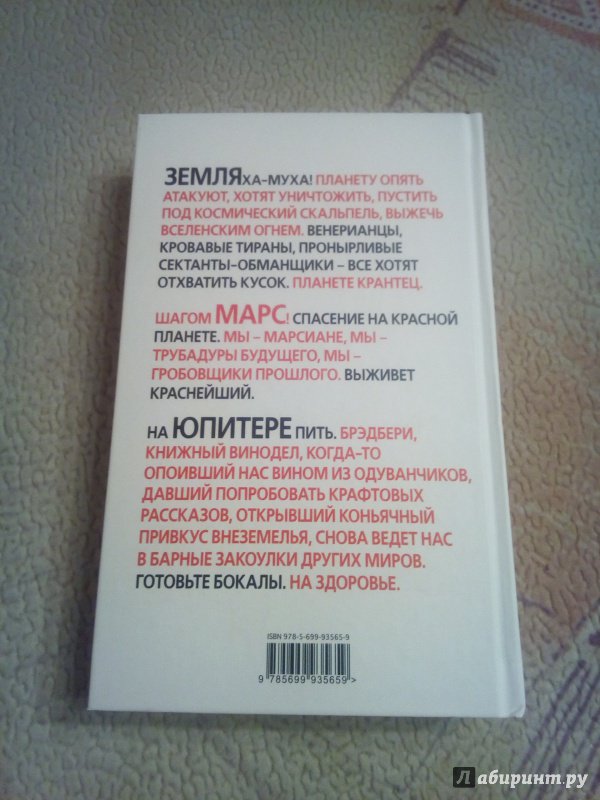 ЗЕМЛЯХА-МУХА! ПЛАНЕТУ ОПЯТЬ
АТАКУЮТ, ХОТЯТ УНИЧТОЖИТЬ, ПУСТИТЬ
ПОД КОСМИЧЕСКИЙ СКАЛЬПЕЛЬ, ВЫЖЕЧЬ
ВСЕЛЕНСКИМ ОГНЕМ. ВЕНЕРИАНЦЫ,
КРОВАВЫЕ ТИРАНЫ, ПРОНЫРЛИВЫЕ
СЕКТАНТЫ-ОБМАНЩИКИ – ВСЕ ХОТЯТ
ОТХВАТИТЬ КУСОК. ПЛАНЕТЕ КРАНТЕЦ.
ШАГОМ МАРС! СПАСЕНИЕ НА КРАСНОЙ
ПЛАНЕТЕ. МЫ – МАРСИАНЕ, МЫ –
ТРУБАДУРЫ БУДУЩЕГО, МЫ –
ГРОБОВЩИКИ ПРОШЛОГО. ВЫЖИВЕТ
КРАСНЕЙШИЙ.
НА ЮПИТЕРЕ ПИТЬ. БРЭДБЕРИ,
КНИЖНЫЙ ВИНОДЕЛ, КОГДА-ТО
ОПОИВШИЙ НАС ВИНОМ ИЗ ОДУВАНЧИКОВ,
ДАВШИЙ ПОПРОБОВАТЬ КРАФТОВЫХ
РАССКАЗОВ, ОТКРЫВШИЙ КОНЬЯЧНЫЙ
ПРИВКУС ВНЕЗЕМЕЛЬЯ, СНОВА ВЕДЕТ НАС
В БАРНЫЕ ЗАКОУЛКИ ДРУГИХ МИРОВ.
ГОТОВЬТЕ БОКАЛЫ. НА ЗДОРОВЬЕ.
ISBN 978-5-699-93565-9
9 785699 935659 >
Лабиринт.ру